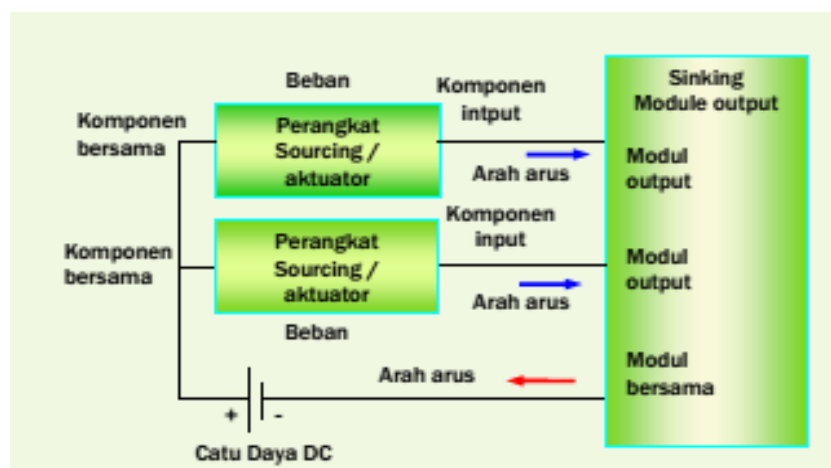 Beban
Komponen
intput
Sinking
Module output
Komponen
bersama
Perangkat
Sourcing /
aktuator
Arah arus
Modul
output
Komponen
input
Komponen
bersama
Perangkat
Sourcing /
aktuator
Arah arus
Modul
output
Beban
Arah arus
Modul
bersama
+ -
Catu Daya DC